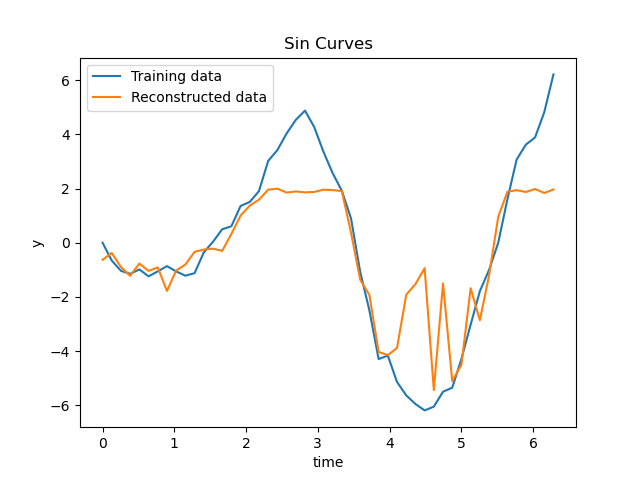 Sin Curves
Training data
Reconstructed data
6
4
2
0
−2
−4
−6
y
0 1 2 3 4 5 6
time